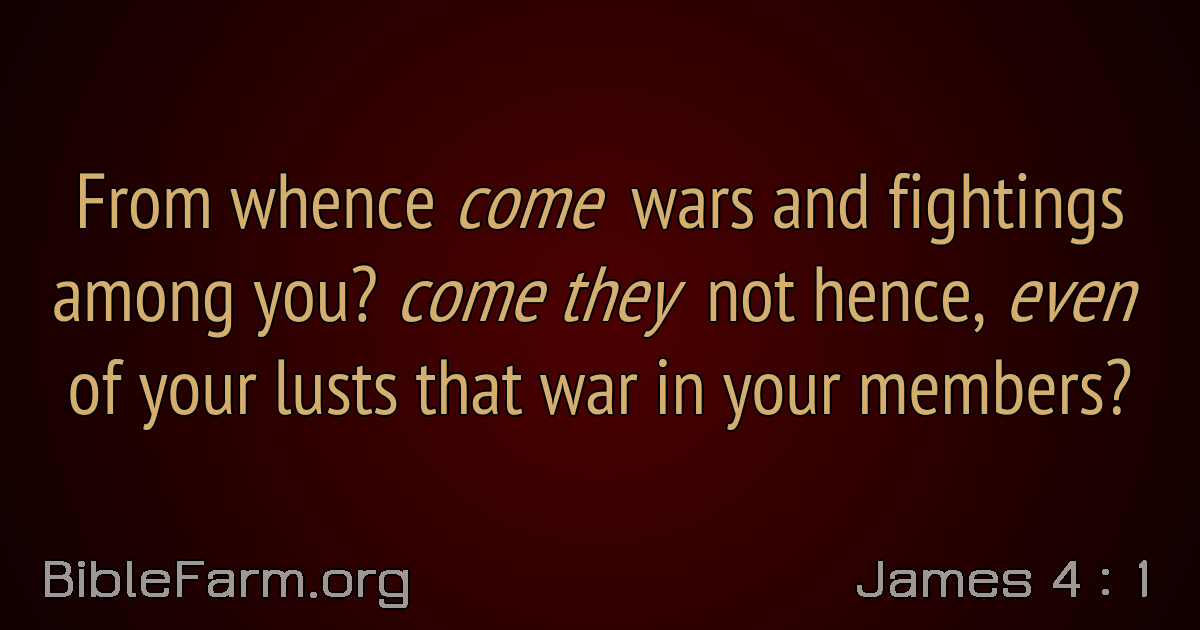 From whence come wars and fightings
among you? come they not hence, even
of your lusts that war in your members?
BibleFarm.org
James 4 : 1